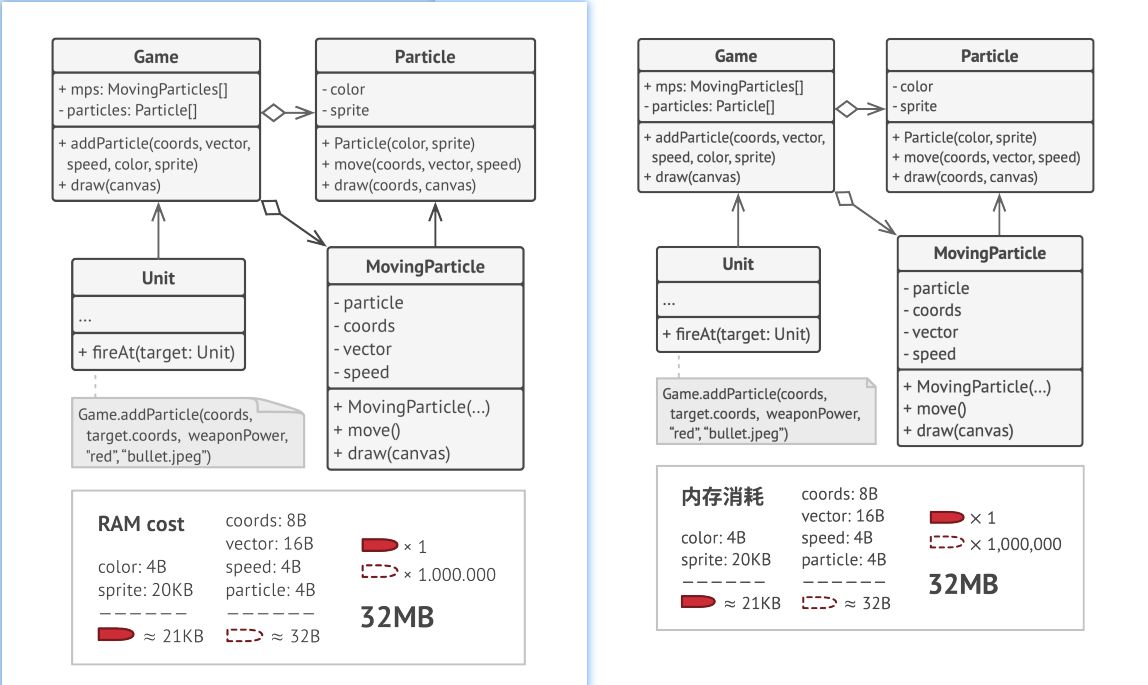 Game
+ mps: MovingParticles[]
- particles: Particle[]
+ addParticle(coords, vector,
speed, color, sprite)
+ draw(canvas)
Particle
- color
- sprite
+ Particle(color, sprite)
+ move(coords, vector, speed)
+ draw(coords, canvas)
Unit
...
+ fireAt(target: Unit)
Game.addParticle(coords,
target.coords, weaponPower,
"red", “bullet.jpeg”)
MovingParticle
- particle
- coords
- vector
- speed
+ MovingParticle(...)
+ move()
+ draw(canvas)
RAM cost
color: 4B
sprite: 20KB
≈ 21KB
coords: 8B
vector: 16B
speed: 4B
particle: 4B
≈ 32B
× 1
× 1.000.000
32MB
Game
+ mps: MovingParticles[]
- particles: Particle[]
+ addParticle(coords, vector,
speed, color, sprite)
+ draw(canvas)
Particle
- color
- sprite
+ Particle(color, sprite)
+ move(coords, vector, speed)
+ draw(coords, canvas)
Unit
...
+ fireAt(target: Unit)
Game.addParticle(coords,
target.coords, weaponPower,
“red”, “bullet.jpeg”)
MovingParticle
- particle
- coords
- vector
- speed
+ MovingParticle(...)
+ move()
+ draw(canvas)
内存消耗
color: 4B
sprite: 20KB
≈ 21KB
coords: 8B
vector: 16B
speed: 4B
particle: 4B
≈ 32B
× 1
× 1,000,000
32MB